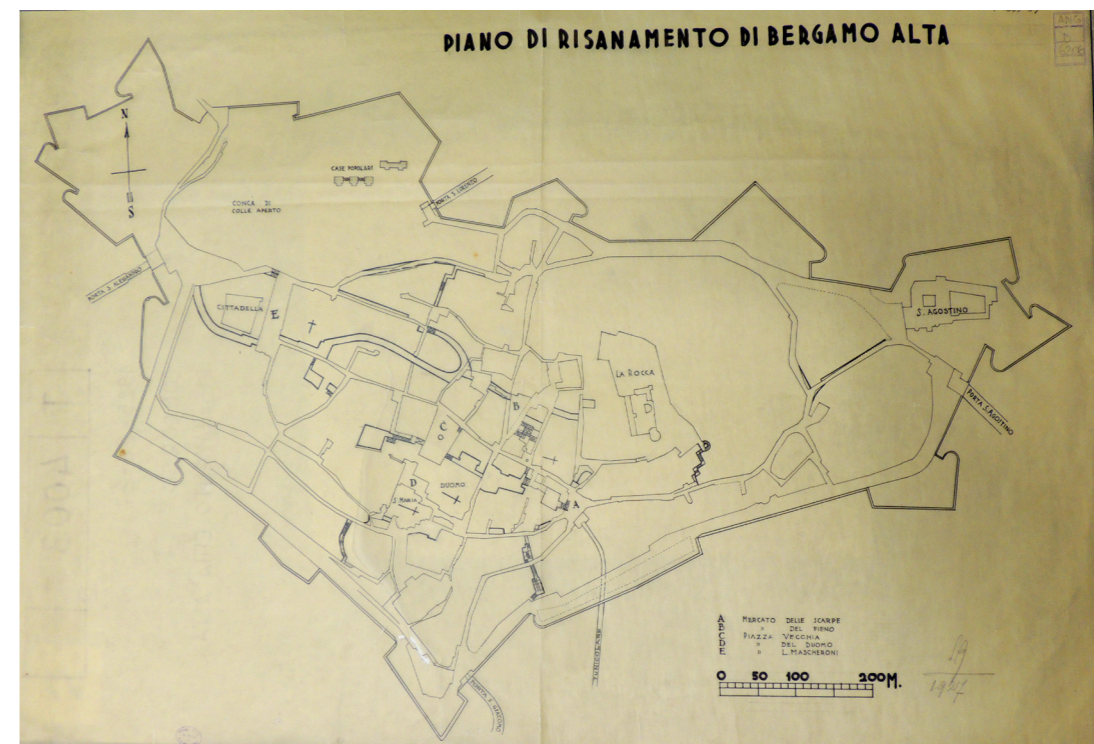 PIANO DI RISANAMENTO DI BERGAMO ALTA
N
S
CASE POPOLARI
CONCA DI
COLLE APERTO
PORTA S. LORENZO
PORTA S. ALESSANDRO
CITTADELLA
E
S. AGOSTINO
LA ROCCA
PORTA S. AGOSTINO
B
C
D
DUOMO
S. MARIA
A
FUNICOLARE
PORTA S. GIACOMO
A MERCATO DELLE SCARPE
B " DEL FIENO
C PIAZZA VECCHIA
D " DEL DUOMO
E " L. MASCHERONI
0 50 100 200 M.